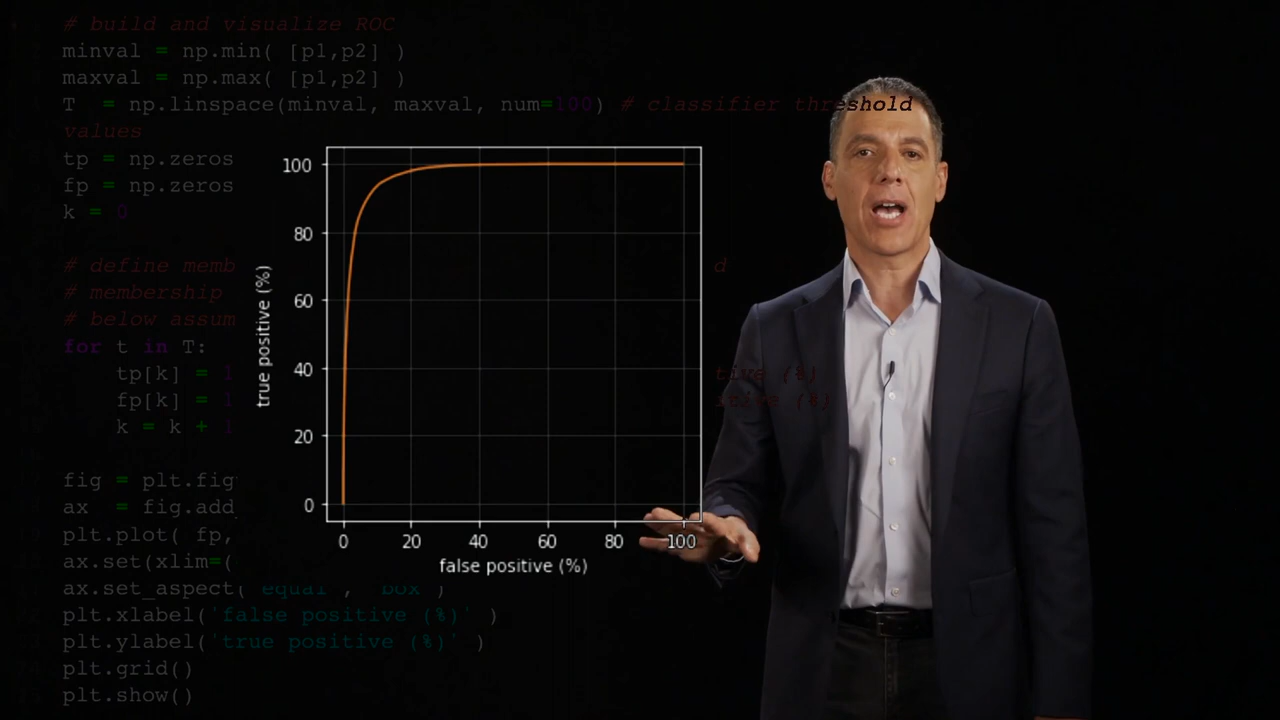 # build and visualize ROC
minval = np.min( [p1,p2] )
maxval = np.max( [p1,p2] )
T = np.linspace(minval, maxval, num=100) # classifier threshold
values
tp = np.zeros
fp = np.zeros
k = 0
# define memb
d
# membership
# below assum
for t in T:
tp[k] = 1
tive (%)
fp[k] = 1
itive (%)
k = k + 1
fig = plt.fig
ax = fig.add
plt.plot( fp,
ax.set(xlim=(
ax.set_aspect( equal , box )
plt.xlabel('false positive (%)' )
plt.ylabel('true positive (%)' )
plt.grid()
plt.show()
true positive (%)
100
80
60
40
20
0
0 20 40 60 80 100
false positive (%)